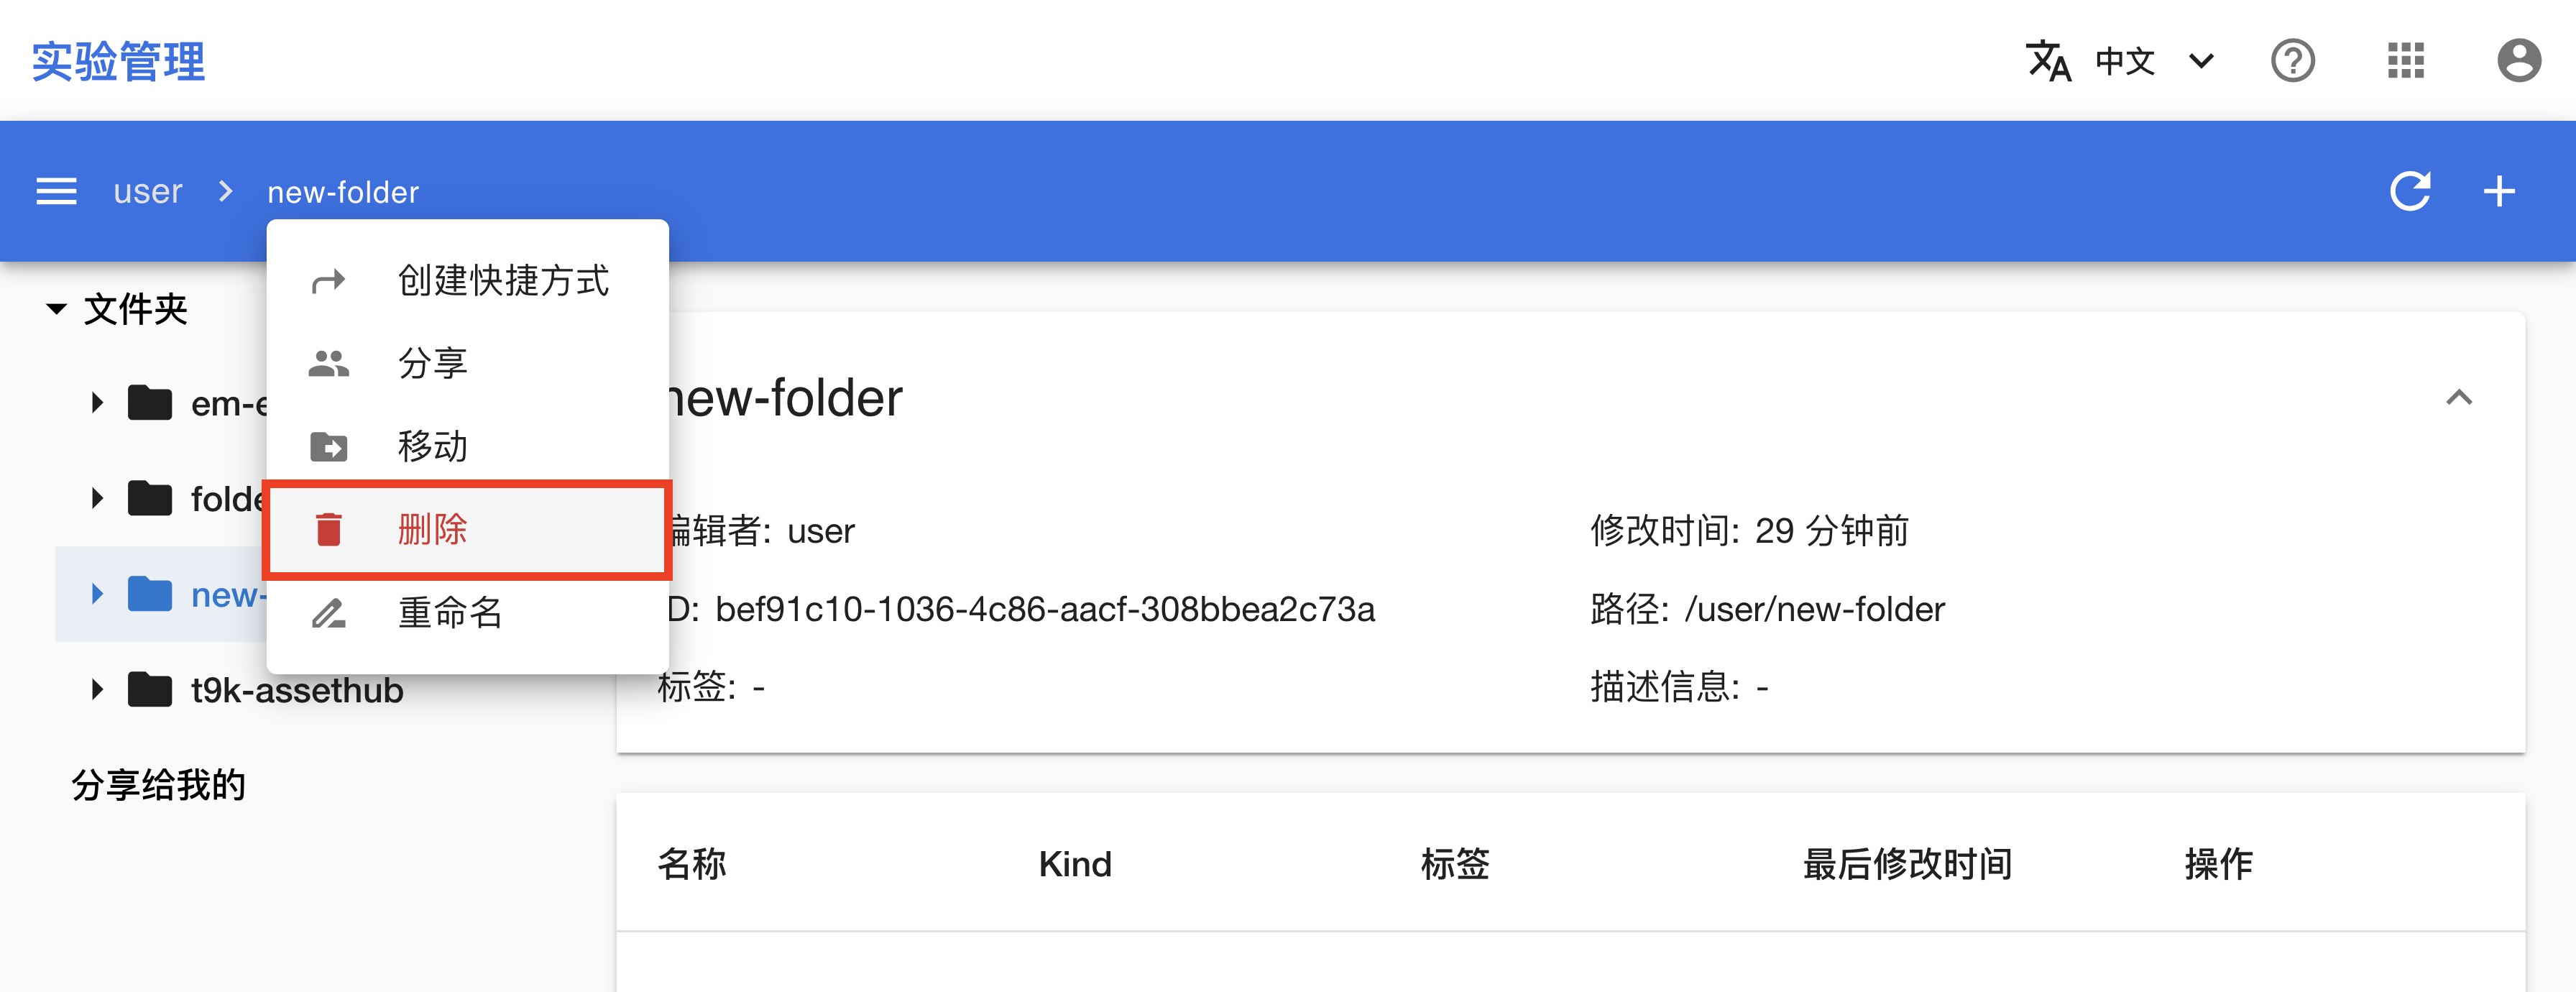 实验管理
中文
user
new-folder
创建快捷方式
分享
移动
删除
重命名
文件夹
t9k-assethub
分享给我的
new-folder
编辑者: user
修改时间: 29 分钟前
ID: bef91c10-1036-4c86-aacf-308bbea2c73a
路径: /user/new-folder
标签: -
描述信息: -
名称 Kind 标签 最后修改时间 操作